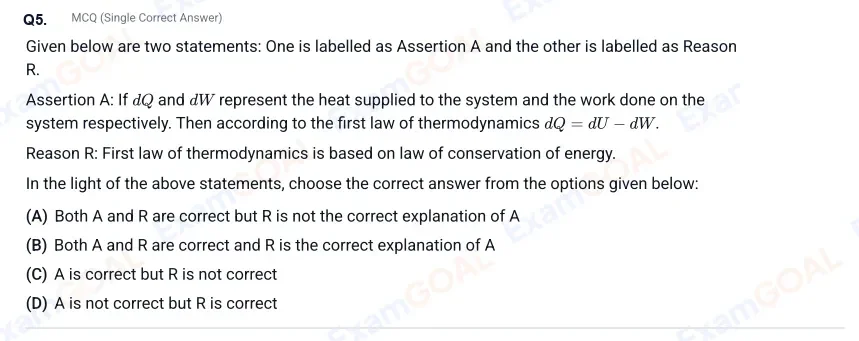 Q5. MCQ (Single Correct Answer)
Given below are two statements: One is labelled as Assertion A and the other is labelled as Reason
R.
Assertion A: If dQ and dW represent the heat supplied to the system and the work done on the
system respectively. Then according to the first law of thermodynamics dQ = dU − dW.
Reason R: First law of thermodynamics is based on law of conservation of energy.
In the light of the above statements, choose the correct answer from the options given below:
(A) Both A and R are correct but R is not the correct explanation of A
(B) Both A and R are correct and R is the correct explanation of A
(C) A is correct but R is not correct
(D) A is not correct but R is correct